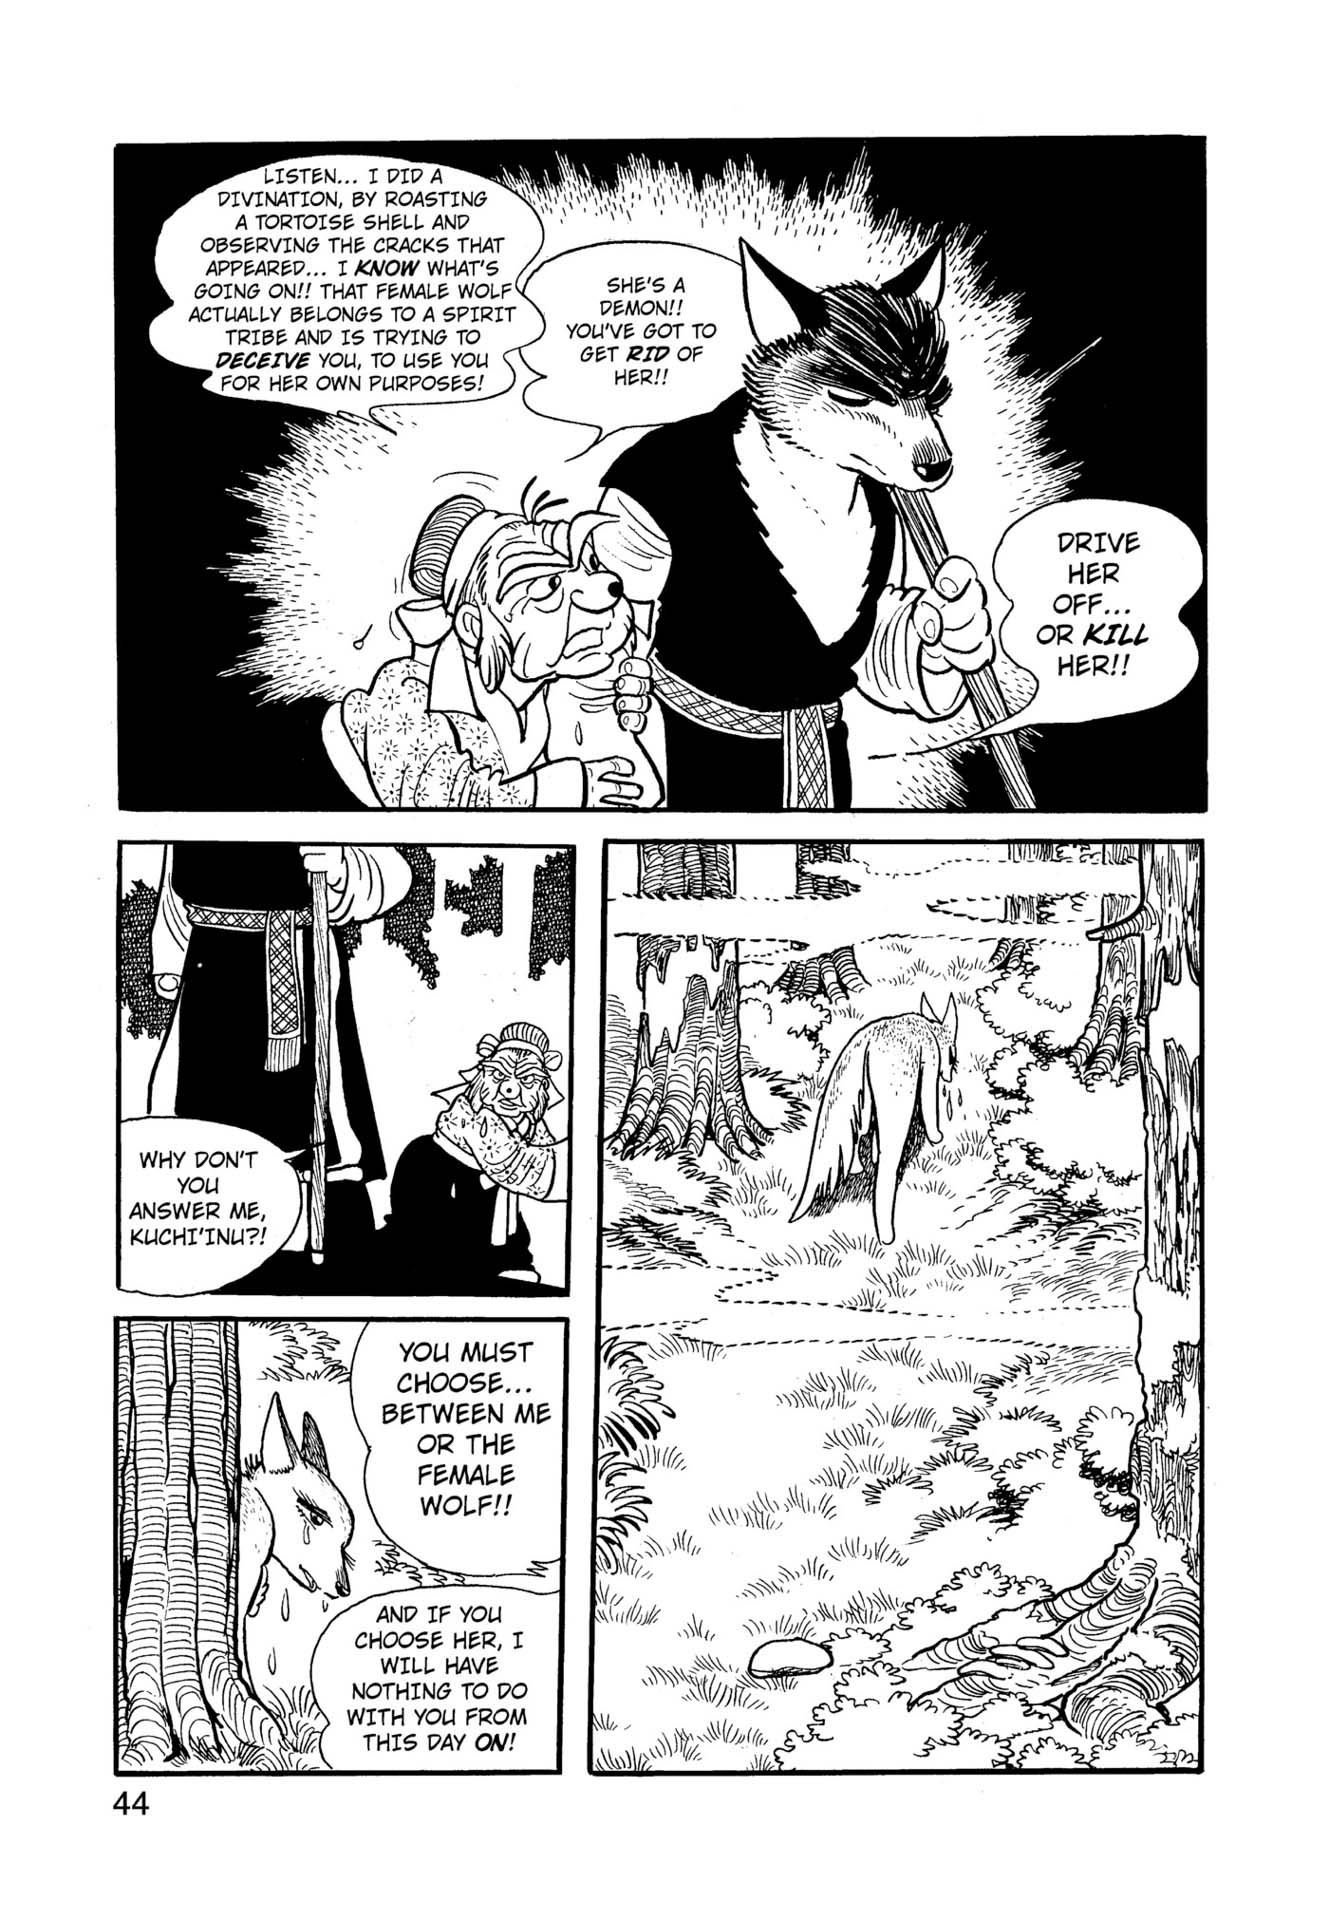 LISTEN... I DID A
DIVINATION, BY ROASTING
A TORTOISE SHELL AND
OBSERVING THE CRACKS THAT
APPEARED... I KNOW WHAT'S
GOING ON!! THAT FEMALE WOLF
ACTUALLY BELONGS TO A SPIRIT
TRIBE AND IS TRYING TO
DECEIVE YOU, TO USE YOU
FOR HER OWN PURPOSES!
SHE'S A
DEMON!!
YOU'VE GOT TO
GET RID OF
HER!!
DRIVE
HER
OFF...
OR KILL
HER!!
WHY DON'T
YOU
ANSWER ME,
KUCHI'INU?!
YOU MUST
CHOOSE...
BETWEEN ME
OR THE
FEMALE
WOLF!!
AND IF YOU
CHOOSE HER, I
WILL HAVE
NOTHING TO DO
WITH YOU FROM
THIS DAY ON!
44